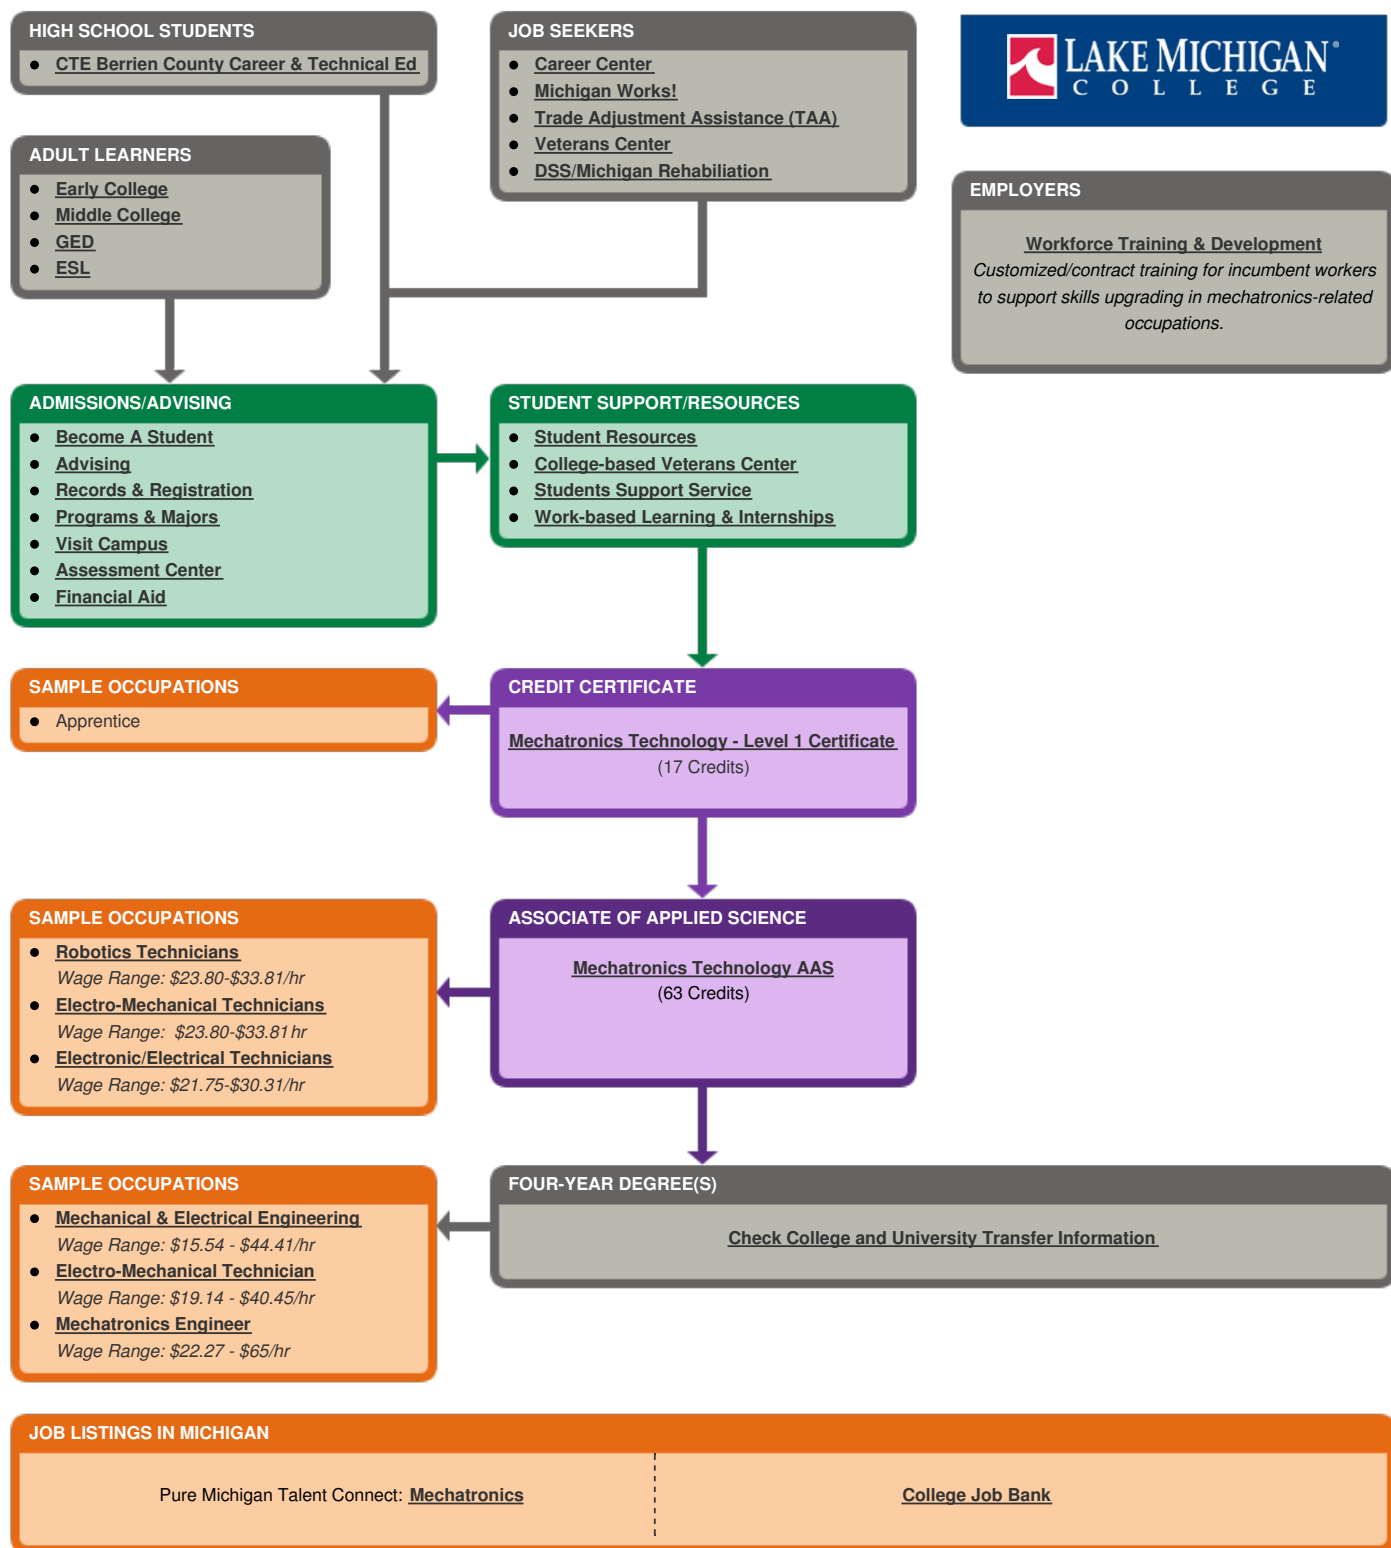 HIGH SCHOOL STUDENTS
CTE Berrien County Career & Technical Ed
JOB SEEKERS
Career Center
Michigan Works!
Trade Adjustment Assistance (TAA)
Veterans Center
DSS/Michigan Rehabiliation
LAKE MICHIGAN®
COLLEGE
ADULT LEARNERS
Early College
Middle College
GED
ESL
EMPLOYERS
Workforce Training & Development
Customized/contract training for incumbent workers
to support skills upgrading in mechatronics-related
occupations.
ADMISSIONS/ADVISING
Become A Student
Advising
Records & Registration
Programs & Majors
Visit Campus
Assessment Center
Financial Aid
STUDENT SUPPORT/RESOURCES
Student Resources
College-based Veterans Center
Students Support Service
Work-based Learning & Internships
SAMPLE OCCUPATIONS
Apprentice
CREDIT CERTIFICATE
Mechatronics Technology - Level 1 Certificate
(17 Credits)
SAMPLE OCCUPATIONS
Robotics Technicians
Wage Range: $23.80-$33.81/hr
Electro-Mechanical Technicians
Wage Range: $23.80-$33.81hr
Electronic/Electrical Technicians
Wage Range: $21.75-$30.31/hr
ASSOCIATE OF APPLIED SCIENCE
Mechatronics Technology AAS
(63 Credits)
SAMPLE OCCUPATIONS
Mechanical & Electrical Engineering
Wage Range: $15.54 - $44.41/hr
Electro-Mechanical Technician
Wage Range: $19.14 - $40.45/hr
Mechatronics Engineer
Wage Range: $22.27 - $65/hr
FOUR-YEAR DEGREE(S)
Check College and University Transfer Information
JOB LISTINGS IN MICHIGAN
Pure Michigan Talent Connect: Mechatronics
College Job Bank